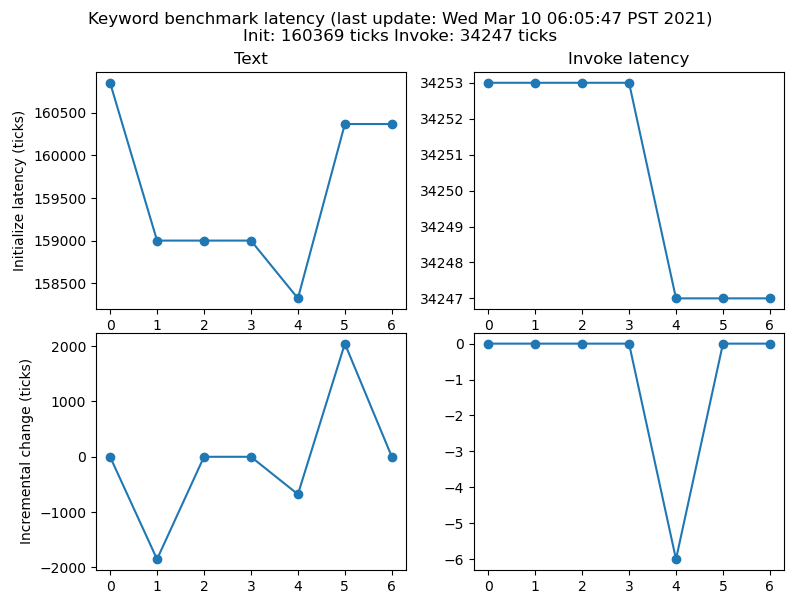 Keyword benchmark latency (last update: Wed Mar 10 06:05:47 PST 2021)
Init: 160369 ticks Invoke: 34247 ticks
Text
Initialize latency (ticks)
160500
160000
159500
159000
158500
0 1 2 3 4 5 6
Invoke latency
34253
34252
34251
34250
34249
34248
34247
0 1 2 3 4 5 6
Incremental change (ticks)
2000
1000
0
−1000
−2000
0 1 2 3 4 5 6
0
−1
−2
−3
−4
−5
−6
0 1 2 3 4 5 6